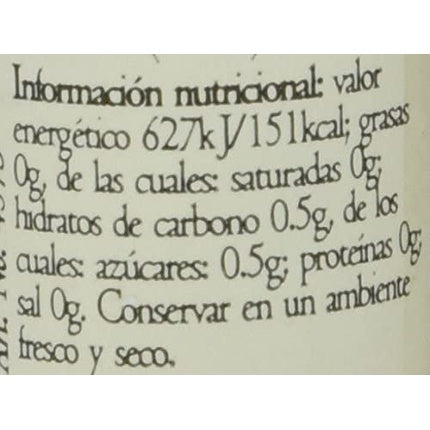 Información nutricional: valor
energético 627kJ/151kcal; grasas
0g, de las cuales: saturadas 0g;
hidratos de carbono 0.5g, de los
cuales: azúcares: 0.5g; proteínas 0g;
sal 0g. Conservar en un ambiente
fresco y seco.